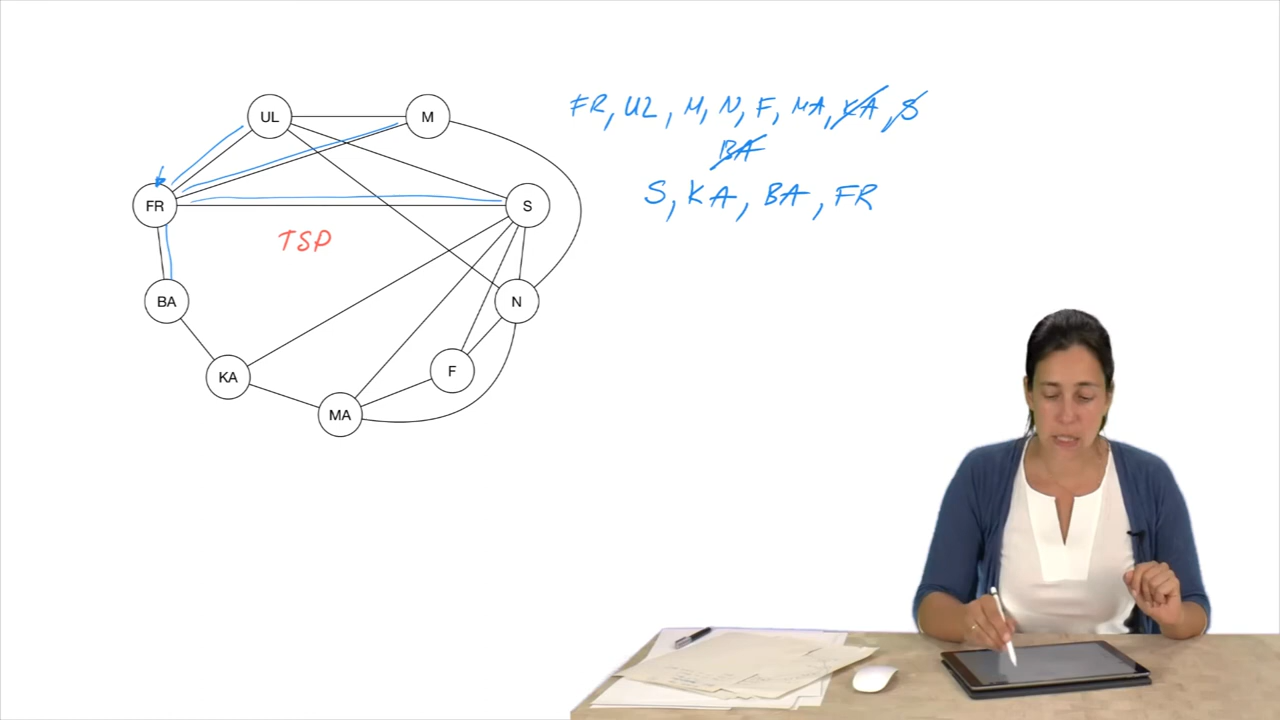 UL
M
FR, UL, M, N, F, MA, KA, S
BA
FR
S
S, KA, BA, FR
TSP
BA
N
KA
F
MA